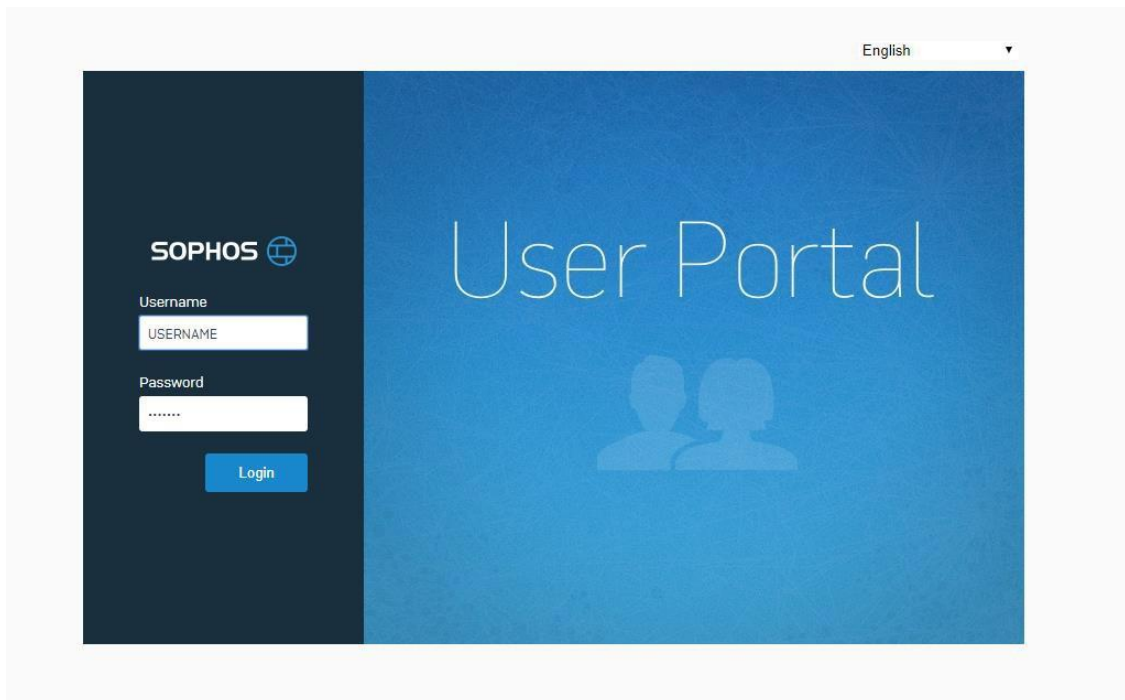 English
SOPHOS
User Portal
Username
USERNAME
Password
·······
Login